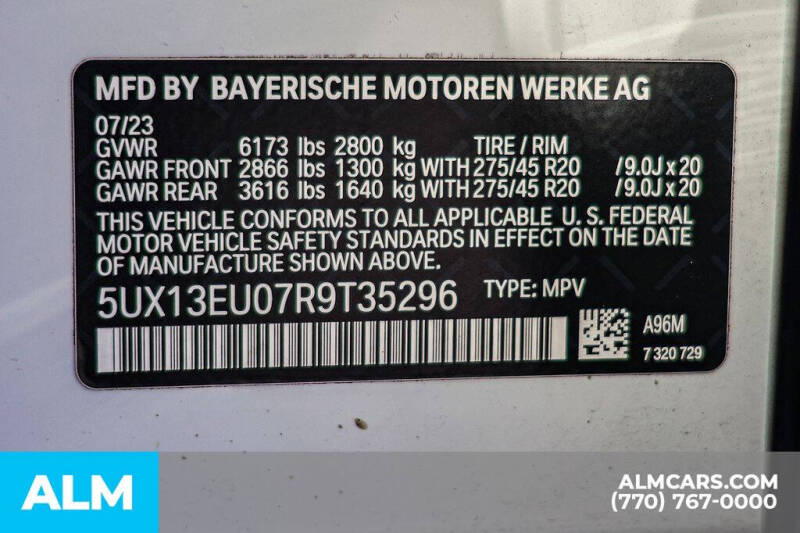 MFD BY BAYERISCHE MOTOREN WERKE AG
07/23
GVWR 6173 lbs 2800 kg TIRE / RIM
GAWR FRONT 2866 lbs 1300 kg WITH 275/45 R20 /9.0J x 20
GAWR REAR 3616 lbs 1640 kg WITH 275/45 R20 /9.0J x 20
THIS VEHICLE CONFORMS TO ALL APPLICABLE U.S. FEDERAL
MOTOR VEHICLE SAFETY STANDARDS IN EFFECT ON THE DATE
OF MANUFACTURE SHOWN ABOVE.
5UX13EU07R9T35296 TYPE: MPV
A96M
7 320 729
ALM
ALMCARS.COM
(770) 767-0000